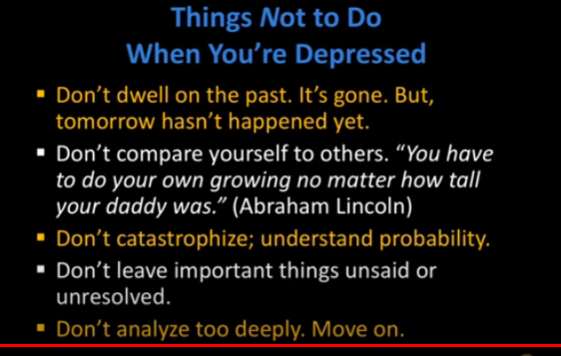 Things Not to Do
When You're Depressed
▪ Don't dwell on the past. It's gone. But,
tomorrow hasn't happened yet.
▪ Don't compare yourself to others. "You have
to do your own growing no matter how tall
your daddy was." (Abraham Lincoln)
▪ Don't catastrophize; understand probability.
▪ Don't leave important things unsaid or
unresolved.
▪ Don't analyze too deeply. Move on.